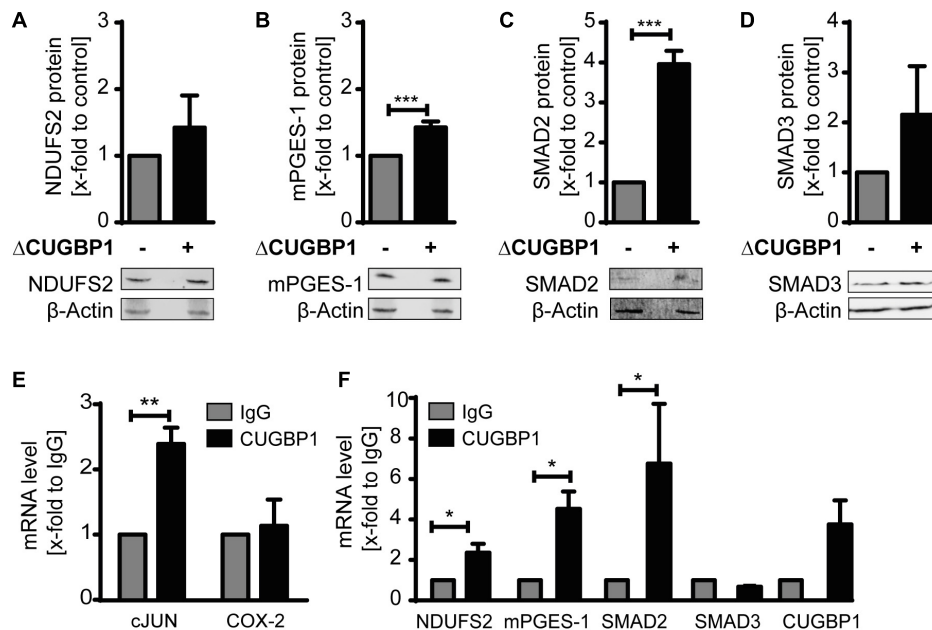 A
NDUFS2 protein
[x-fold to control]
3
2
1
0
ΔCUGBP1 - +
NDUFS2
β-Actin
B
mPGES-1 protein
[x-fold to control]
3
2
1
0
***
ΔCUGBP1 - +
mPGES-1
β-Actin
C
SMAD2 protein
[x-fold to control]
5
4
3
2
1
0
***
ΔCUGBP1 - +
SMAD2
β-Actin
D
SMAD3 protein
[x-fold to control]
4
3
2
1
0
ΔCUGBP1 - +
SMAD3
β-Actin
E
mRNA level
[x-fold to IgG]
3
2
1
0
**
IgG
CUGBP1
cJUN COX-2
F
mRNA level
[x-fold to IgG]
10
8
6
4
2
0
IgG
CUGBP1
*
*
*
NDUFS2 mPGES-1 SMAD2 SMAD3 CUGBP1